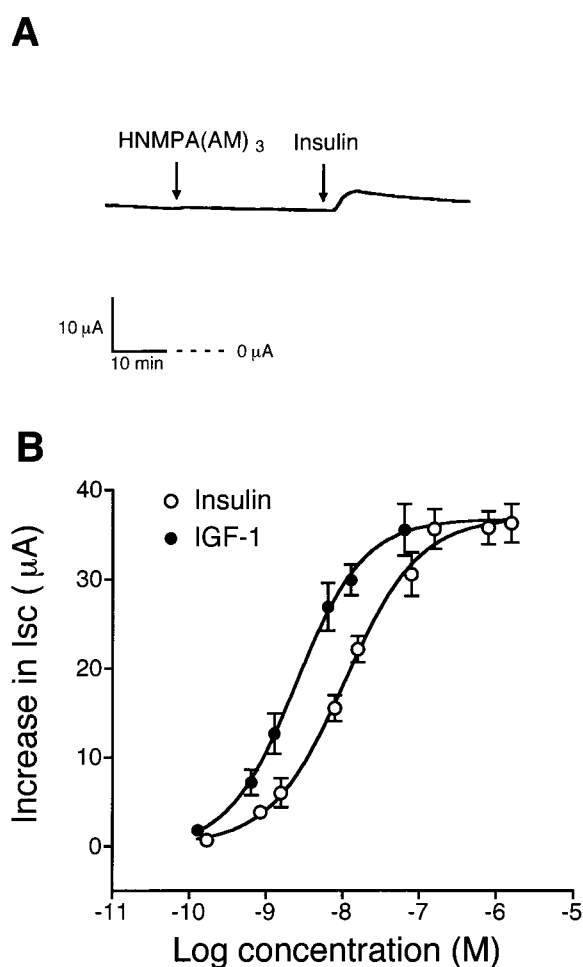 A
HNMPA(AM) 3 Insulin
10 μA
10 min 0 μA
B
40
30
20
10
0
Insulin
IGF-1
Increase in Isc ( μA)
-11 -10 -9 -8 -7 -6 -5
Log concentration (M)